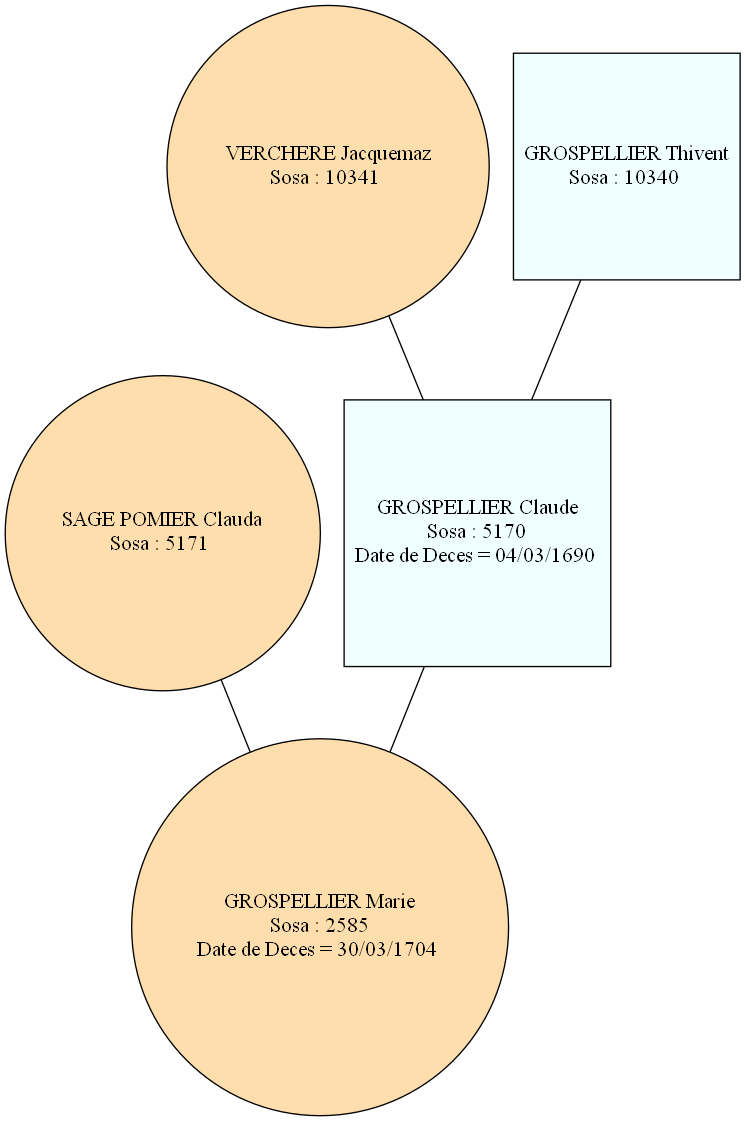 VERCHERE Jacquemaz
Sosa : 10341
GROSPELLIER Thivent
Sosa : 10340
SAGE POMIER Clauda
Sosa : 5171
GROSPELLIER Claude
Sosa : 5170
Date de Deces = 04/03/1690
GROSPELLIER Marie
Sosa : 2585
Date de Deces = 30/03/1704